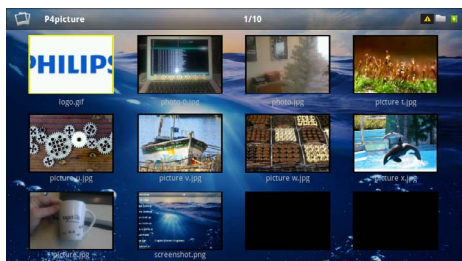 P4picture
1/10
PHILIPS
logo.gif
photo 0.jpg
photo.jpg
picture t.jpg
picture u.jpg
picture v.jpg
picture w.jpg
picture x.jpg
picture.jpg
screenshot.png